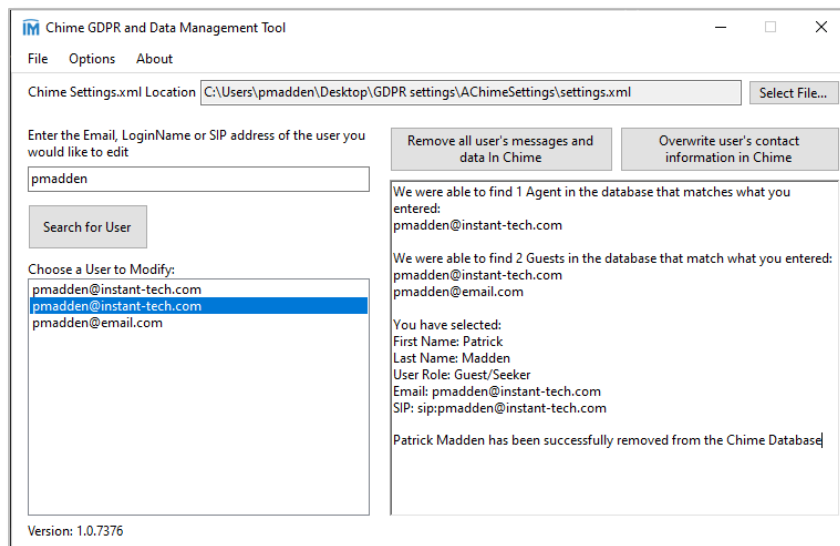 IM Chime GDPR and Data Management Tool
File Options About
Chime Settings.xml Location C:\Users\pmadden\Desktop\GDPR settings\AChimeSettings\settings.xml Select File...
Enter the Email, LoginName or SIP address of the user you
would like to edit
pmadden
Search for User
Choose a User to Modify:
pmadden@instant-tech.com
pmadden@instant-tech.com
pmadden@email.com
Version: 1.0.7376
Remove all user's messages and
data In Chime
Overwrite user's contact
information in Chime
We were able to find 1 Agent in the database that matches what you
entered:
pmadden@instant-tech.com
We were able to find 2 Guests in the database that match what you entered:
pmadden@instant-tech.com
pmadden@email.com
You have selected:
First Name: Patrick
Last Name: Madden
User Role: Guest/Seeker
Email: pmadden@instant-tech.com
SIP: sip:pmadden@instant-tech.com
Patrick Madden has been successfully removed from the Chime Database